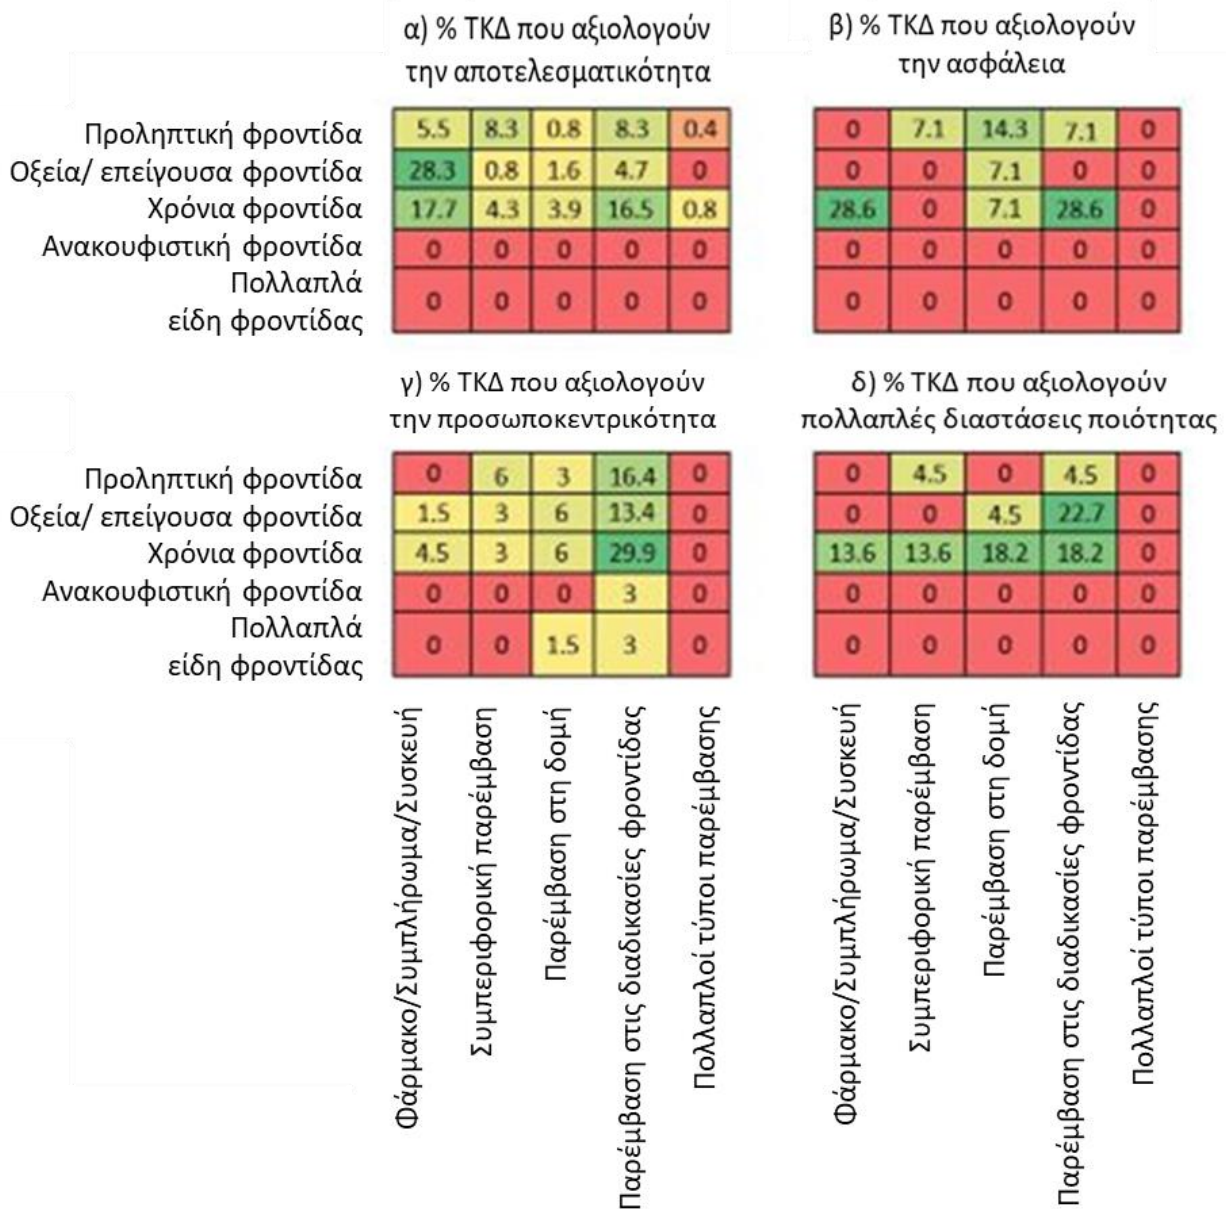 α) % ΤΚΔ που αξιολογούν
την αποτελεσματικότητα
β) % ΤΚΔ που αξιολογούν
την ασφάλεια
Προληπτική φροντίδα 5.5 8.3 0.8 8.3 0.4 0 7.1 14.3 7.1 0
Οξεία/ επείγουσα φροντίδα 28.3 0.8 1.6 4.7 0 0 0 7.1 0 0
Χρόνια φροντίδα 17.7 4.3 3.9 16.5 0.8 28.6 0 7.1 28.6 0
Ανακουφιστική φροντίδα 0 0 0 0 0 0 0 0 0 0
Πολλαπλά
είδη φροντίδας 0 0 0 0 0 0 0 0 0 0
γ) % ΤΚΔ που αξιολογούν
την προσωποκεντρικότητα
δ) % ΤΚΔ που αξιολογούν
πολλαπλές διαστάσεις ποιότητας
Προληπτική φροντίδα 0 6 3 16.4 0 0 4.5 0 4.5 0
Οξεία/ επείγουσα φροντίδα 1.5 3 6 13.4 0 0 0 4.5 22.7 0
Χρόνια φροντίδα 4.5 3 6 29.9 0 13.6 13.6 18.2 18.2 0
Ανακουφιστική φροντίδα 0 0 0 3 0 0 0 0 0 0
Πολλαπλά
είδη φροντίδας 0 0 1.5 3 0 0 0 0 0 0
Φάρμακο/Συμπλήρωμα/Συσκευή
Συμπεριφορική παρέμβαση
Παρέμβαση στη δομή
Παρέμβαση στις διαδικασίες φροντίδας
Πολλαπλοί τύποι παρέμβασης
Φάρμακο/Συμπλήρωμα/Συσκευή
Συμπεριφορική παρέμβαση
Παρέμβαση στη δομή
Παρέμβαση στις διαδικασίες φροντίδας
Πολλαπλοί τύποι παρέμβασης